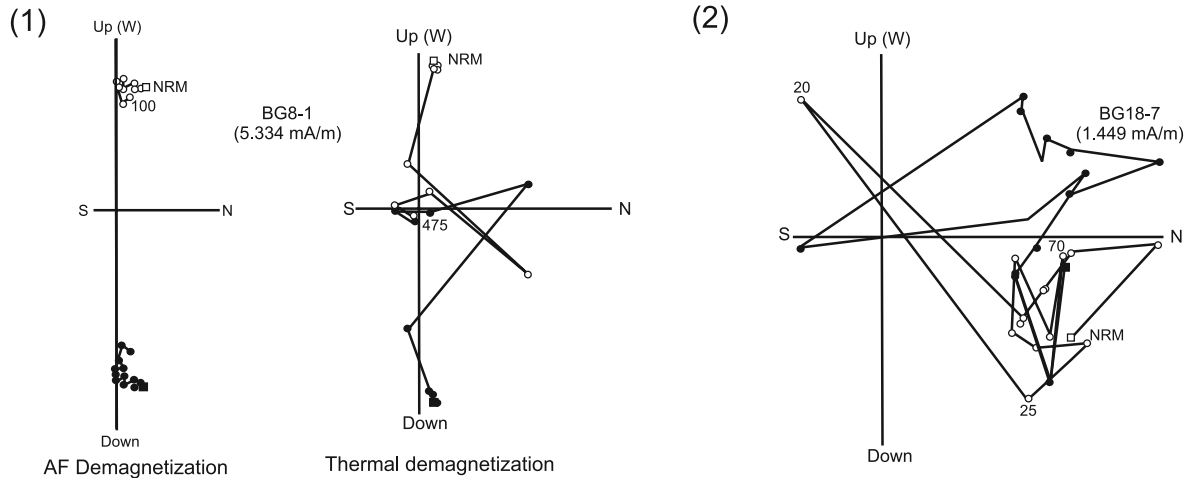 (1)
Up (W)
NRM
100
S
N
Down
AF Demagnetization
BG8-1
(5.334 mA/m)
Up (W)
NRM
S
N
475
Down
Thermal demagnetization
(2)
Up (W)
20
BG18-7
(1.449 mA/m)
S
N
70
NRM
25
Down